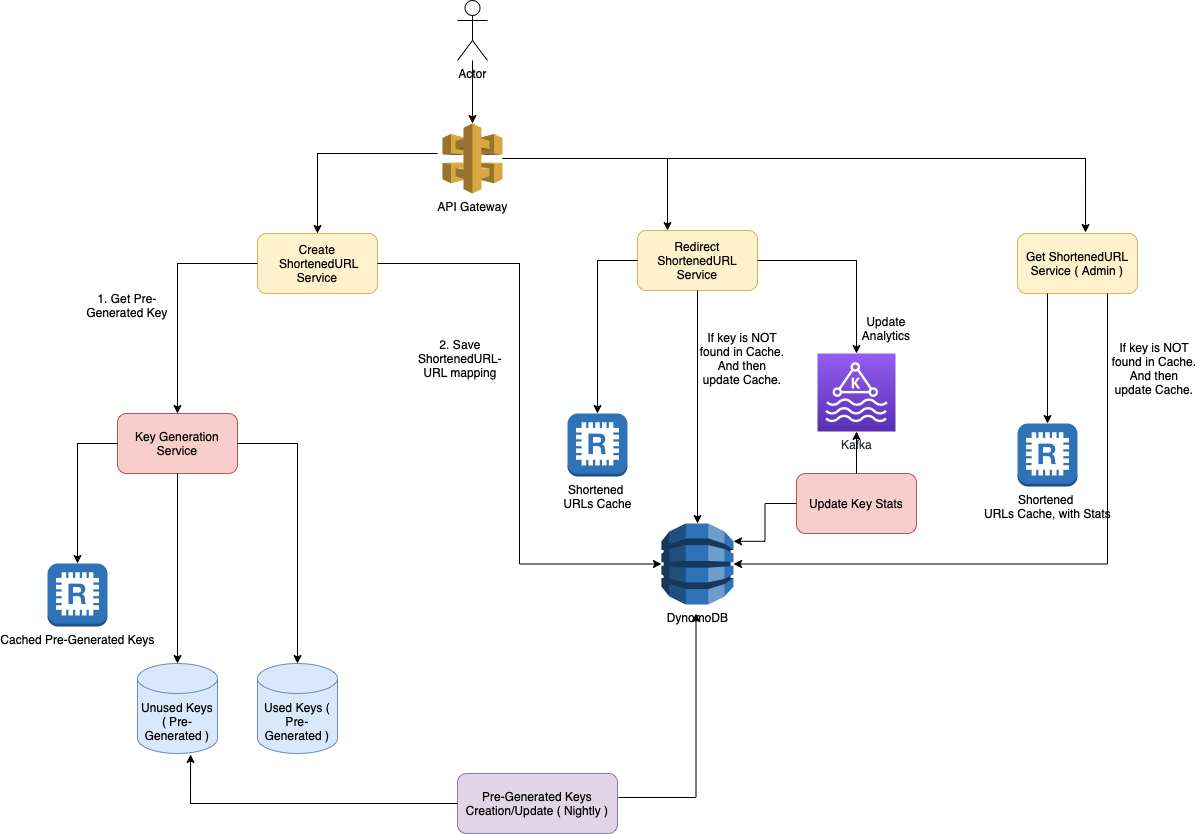 Actor
API Gateway
Create
ShortenedURL
Service
Redirect
ShortenedURL
Service
Get ShortenedURL
Service ( Admin )
1. Get Pre-
Generated Key
2. Save
ShortenedURL-
URL mapping
If key is NOT
found in Cache.
And then
update Cache.
Update
Analytics
If key is NOT
found in Cache.
And then
update Cache.
K
Kafka
Key Generation
Service
R
Shortened
URLs Cache
R
Shortened
URLs Cache, with Stats
Update Key Stats
R
Cached Pre-Generated Keys
DynomoDB
Unused Keys
( Pre-
Generated )
Used Keys (
Pre-
Generated )
Pre-Generated Keys
Creation/Update ( Nightly )